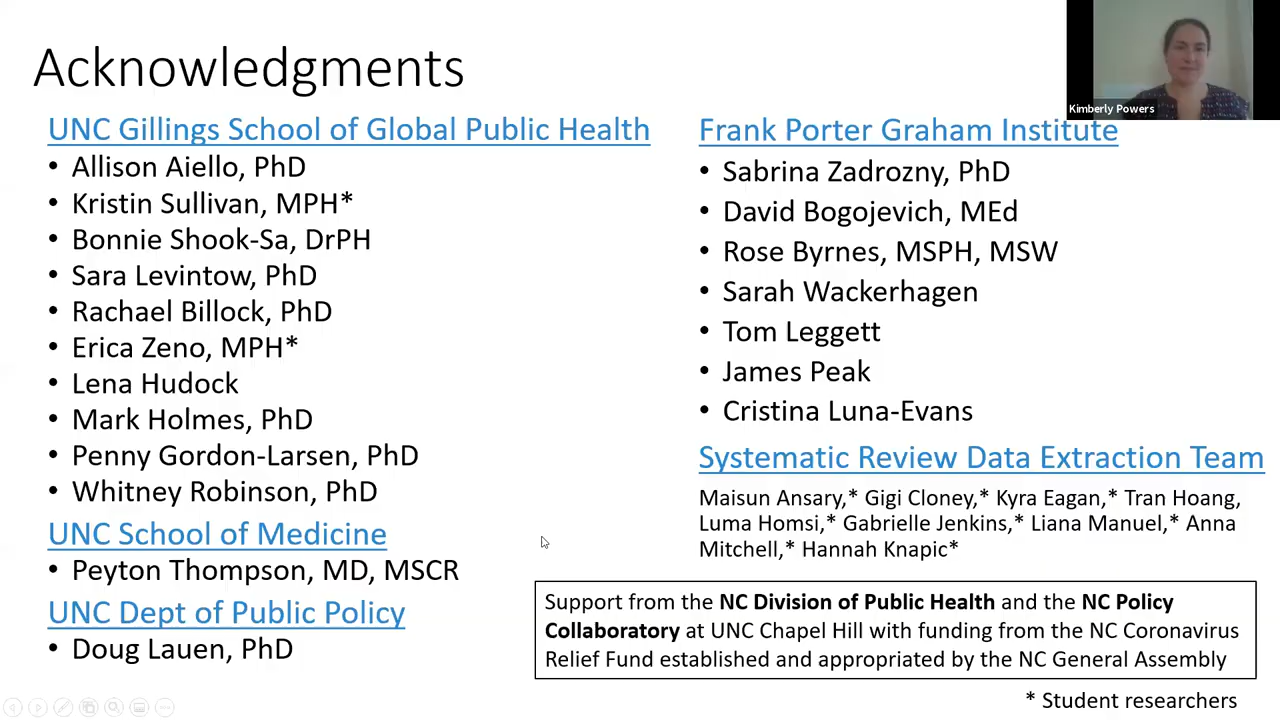 Acknowledgments
Kimberly Powers
UNC Gillings School of Global Public Health
• Allison Aiello, PhD
• Kristin Sullivan, MPH*
• Bonnie Shook-Sa, DrPH
• Sara Levintow, PhD
• Rachael Billock, PhD
• Erica Zeno, MPH*
• Lena Hudock
• Mark Holmes, PhD
• Penny Gordon-Larsen, PhD
• Whitney Robinson, PhD
UNC School of Medicine
• Peyton Thompson, MD, MSCR
UNC Dept of Public Policy
• Doug Lauen, PhD
Frank Porter Graham Institute
• Sabrina Zadrozny, PhD
• David Bogojevich, MEd
• Rose Byrnes, MSPH, MSW
• Sarah Wackerhagen
• Tom Leggett
• James Peak
• Cristina Luna-Evans
Systematic Review Data Extraction Team
Maisun Ansary,* Gigi Cloney,* Kyra Eagan,* Tran Hoang,
Luma Homsi,* Gabrielle Jenkins,* Liana Manuel,* Anna
Mitchell,* Hannah Knapic*
Support from the NC Division of Public Health and the NC Policy
Collaboratory at UNC Chapel Hill with funding from the NC Coronavirus
Relief Fund established and appropriated by the NC General Assembly
* Student researchers